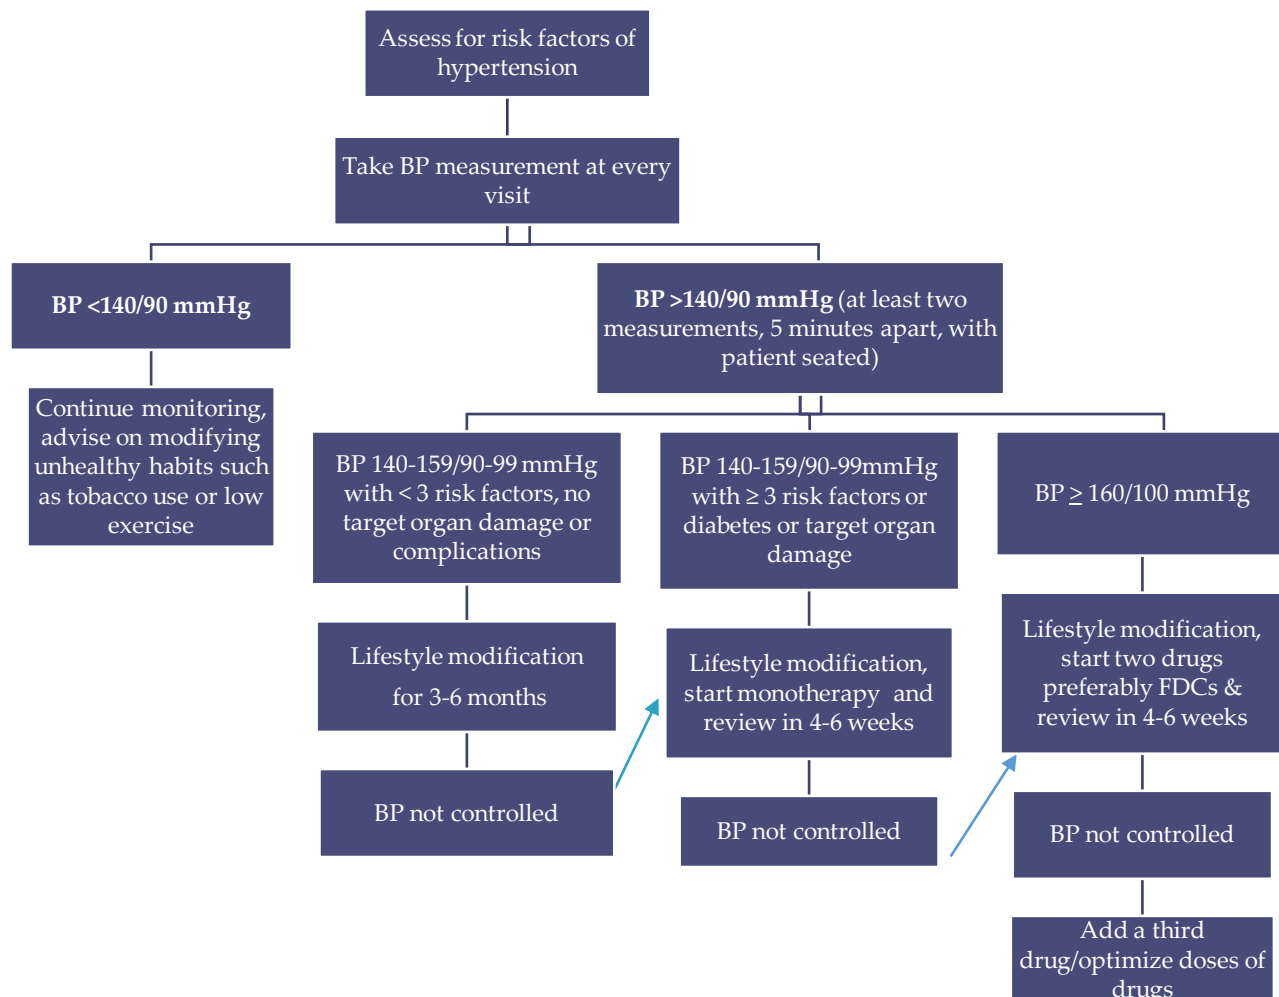 Assess for risk factors of
hypertension
Take BP measurement at every
visit
BP <140/90 mmHg
BP >140/90 mmHg (at least two
measurements, 5 minutes apart, with
patient seated)
Continue monitoring,
advise on modifying
unhealthy habits such
as tobacco use or low
exercise
BP 140-159/90-99 mmHg
with < 3 risk factors, no
target organ damage or
complications
BP 140-159/90-99mmHg
with ≥ 3 risk factors or
diabetes or target organ
damage
BP ≥ 160/100 mmHg
Lifestyle modification
for 3-6 months
Lifestyle modification,
start monotherapy and
review in 4-6 weeks
Lifestyle modification,
start two drugs
preferably FDCs &
review in 4-6 weeks
BP not controlled
BP not controlled
BP not controlled
Add a third
drug/optimize doses of
drugs